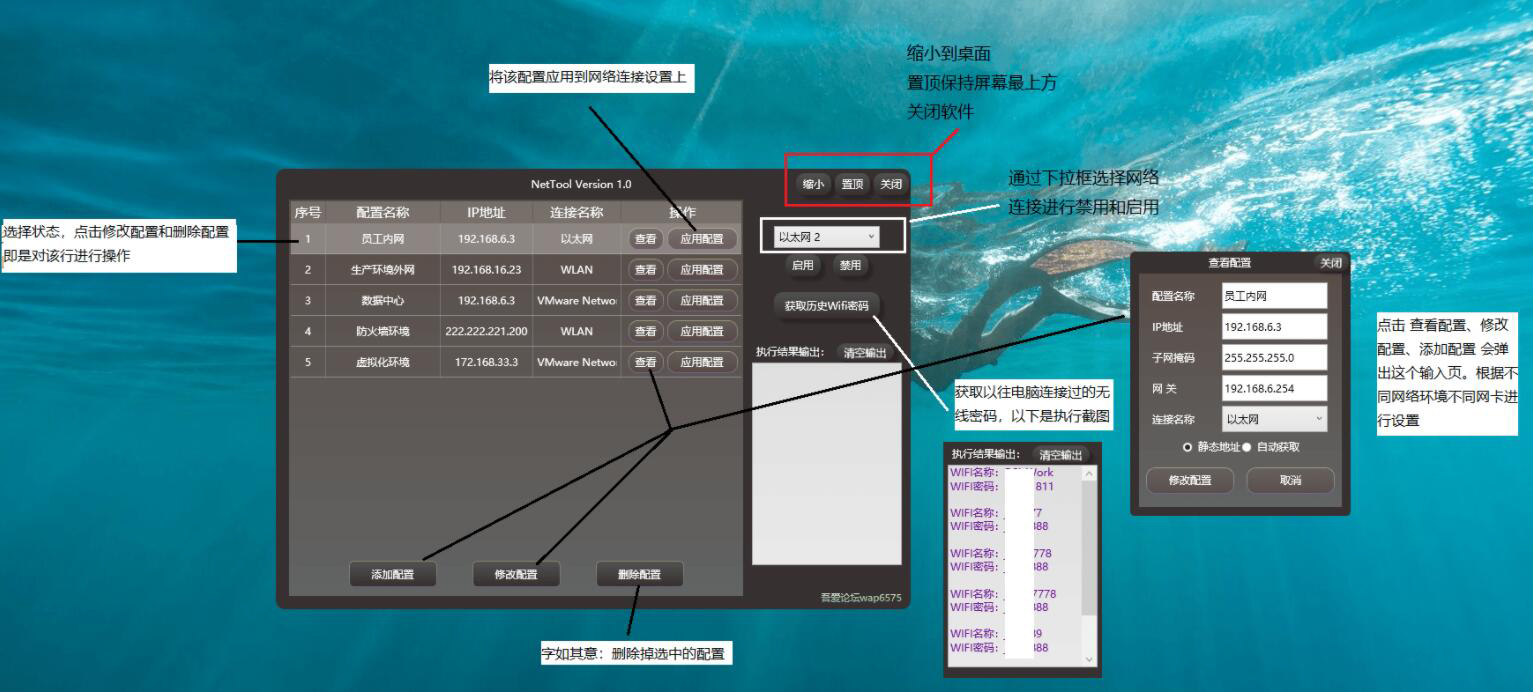 缩小到桌面
置顶保持屏幕最上方
关闭软件
将该配置应用到网络连接设置上
通过下拉框选择网络
连接进行禁用和启用
选择状态，点击修改配置和删除配置
即是对该行进行操作
NetTool Version 1.0
缩小 置顶 关闭
序号 配置名称 IP地址 连接名称 操作
1 员工内网 192.168.6.3 以太网 查看 应用配置
2 生产环境外网 192.168.16.23 WLAN 查看 应用配置
3 数据中心 192.168.6.3 VMware Netwo 查看 应用配置
4 防火墙环境 222.222.221.200 WLAN 查看 应用配置
5 虚拟化环境 172.168.33.3 VMware Netwo 查看 应用配置
添加配置 修改配置 删除配置
以太网 2
启用 禁用
获取历史Wifi密码
执行结果输出： 清空输出
吾爱论坛wap6575
字如其意：删除掉选中的配置
获取以往电脑连接过的无
线密码，以下是执行截图
执行结果输出： 清空输出
WIFI名称： ork
WIFI密码： 811
WIFI名称： 77
WIFI密码： 388
WIFI名称： 778
WIFI密码： 388
WIFI名称： 7778
WIFI密码： 388
WIFI名称： 39
WIFI密码： 388
查看配置 关闭
配置名称 员工内网
IP地址 192.168.6.3
子网掩码 255.255.255.0
网 关 192.168.6.254
连接名称 以太网
静态地址 自动获取
修改配置 取消
点击 查看配置、修改
配置、添加配置 会弹
出这个输入页。根据不
同网络环境不同网卡进
行设置